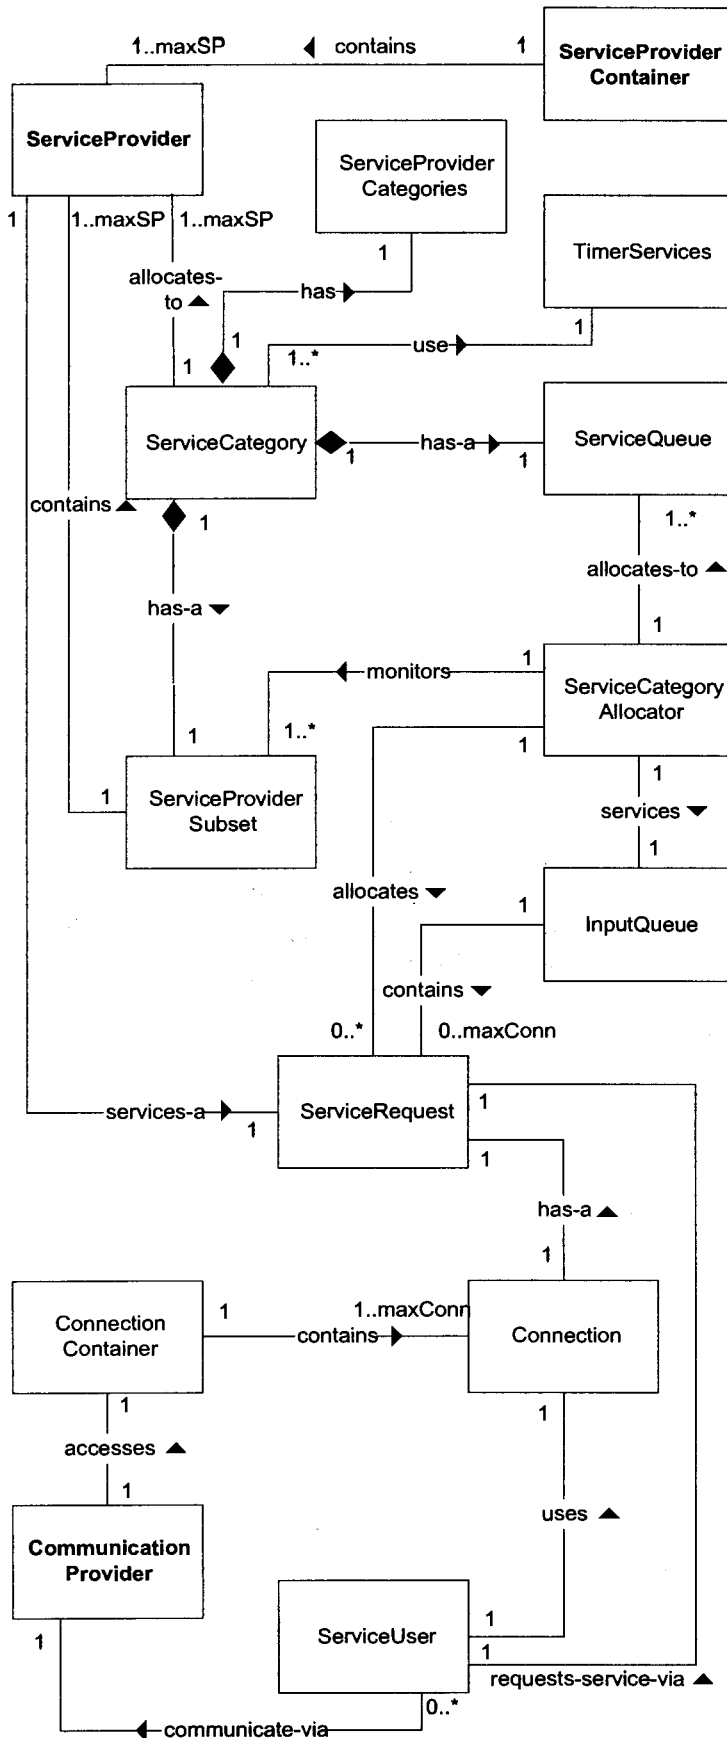 1..maxSP
contains
1
ServiceProvider
Container
ServiceProvider
ServiceProvider
Categories
1
1..maxSP
1..maxSP
1
TimerServices
allocates-
to
has
1
1
1
1..*
use
ServiceCategory
1
has-a
1
ServiceQueue
contains
1
1..*
allocates-to
has-a
1
1
monitors
1
ServiceCategory
Allocator
1..*
1
1
1
ServiceProvider
Subset
services
1
allocates
1
InputQueue
contains
0..*
0..maxConn
services-a
1
ServiceRequest
1
1
has-a
1
Connection
Container
1
1..maxConn
contains
Connection
1
1
accesses
1
uses
Communication
Provider
ServiceUser
1
1
1
requests-service-via
0..*
communicate-via